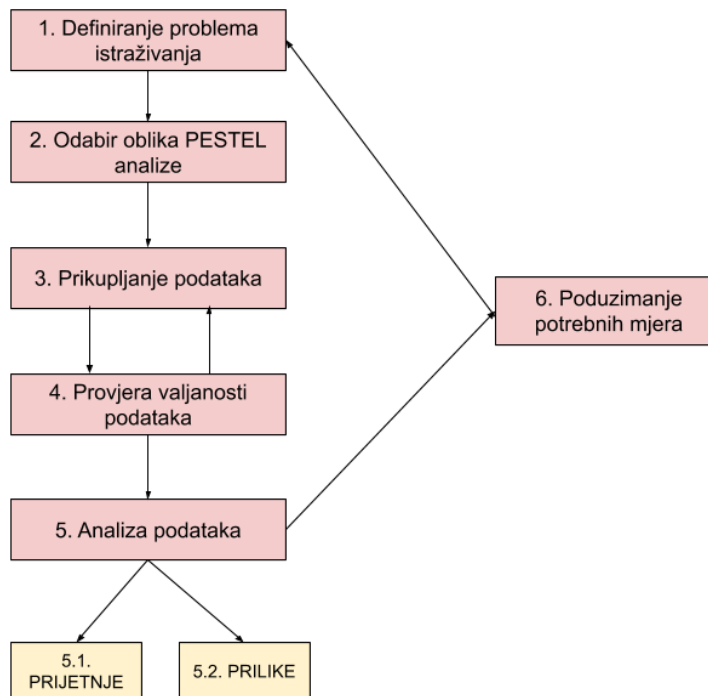 1. Definiranje problema
istraživanja
2. Odabir oblika PESTEL
analize
3. Prikupljanje podataka
4. Provjera valjanosti
podataka
5. Analiza podataka
5.1.
PRIJETNJE
5.2. PRILIKE
6. Poduzimanje
potrebnih mjera